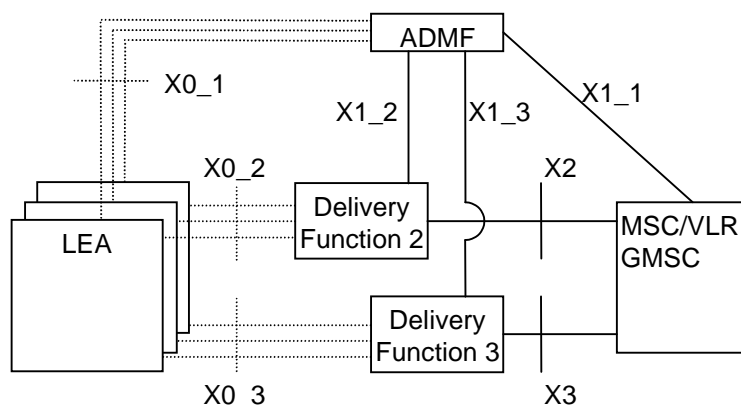 ADMF
X0_1
X1_2
X1_3
X1_1
X0_2
X2
Delivery
Function 2
MSC/VLR
GMSC
LEA
Delivery
Function 3
X0_3
X3